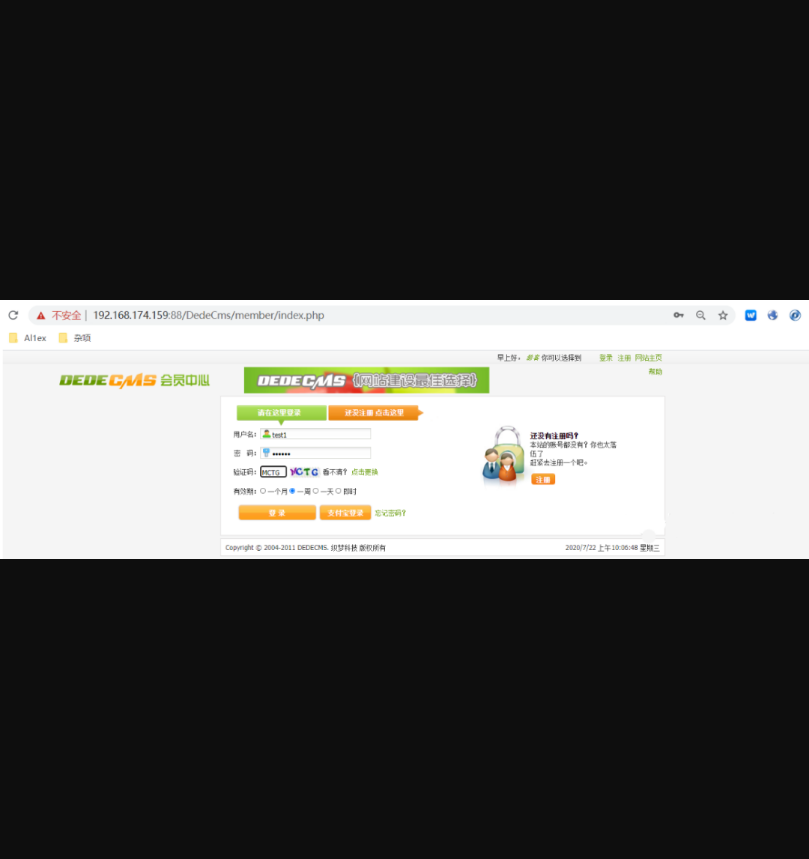 不安全 | 192.168.174.159:88/DedeCms/member/index.php
Al1ex 杂项
早上好， 游客 你可以选择到 登录 注册 网站主页
DEDECMS 会员中心 DEDECMS (网站建设最佳选择)
帮助
请在这里登录 还没注册 点击这里
用户名： test1
密 码： ••••••
验证码： MCTG 看不清？ 点击更换
有效期： 一个月 一周 一天 即时
登 录 支付宝登录 忘记密码？
还没有注册吗？
本站的账号都没有？你也太落
伍了
赶紧去注册一个吧。
注册
Copyright © 2004-2011 DEDECMS. 织梦科技 版权所有
2020/7/22 上午10:06:48 星期三